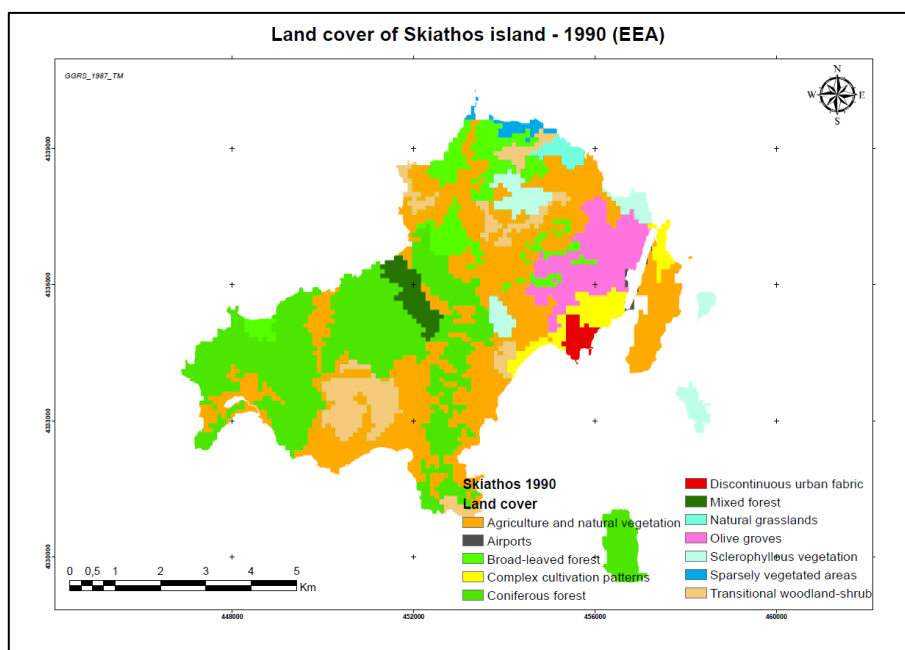 Land cover of Skiathos island - 1990 (EEA)
GGRS_1987_TM
N
W
E
S
4339000
4336000
4333000
4330000
Skiathos 1990
Land cover
Agriculture and natural vegetation
Airports
Broad-leaved forest
Complex cultivation patterns
Coniferous forest
Discontinuous urban fabric
Mixed forest
Natural grasslands
Olive groves
Sclerophyllous vegetation
Sparsely vegetated areas
Transitional woodland-shrub
0 0,5 1 2 3 4 5
Km
448000 452000 456000 460000